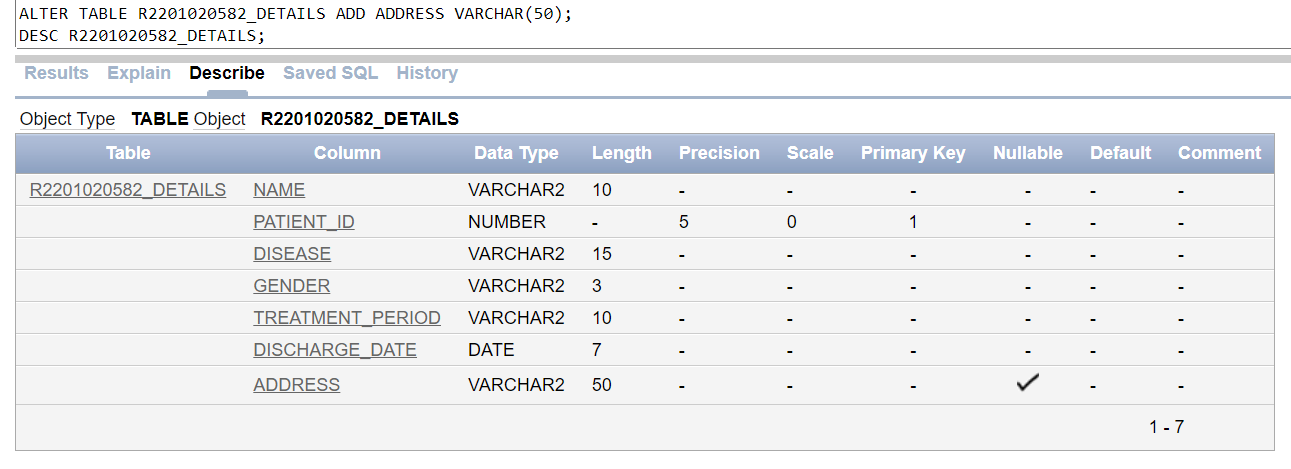 ALTER TABLE R2201020582_DETAILS ADD ADDRESS VARCHAR(50);
DESC R2201020582_DETAILS;
Results Explain Describe Saved SQL History
Object Type TABLE Object R2201020582_DETAILS
Table Column Data Type Length Precision Scale Primary Key Nullable Default Comment
R2201020582_DETAILS NAME VARCHAR2 10 - - - - - -
PATIENT_ID NUMBER - 5 0 1 - - -
DISEASE VARCHAR2 15 - - - - - -
GENDER VARCHAR2 3 - - - - - -
TREATMENT_PERIOD VARCHAR2 10 - - - - - -
DISCHARGE_DATE DATE 7 - - - - - -
ADDRESS VARCHAR2 50 - - - ✓ - -
1 - 7